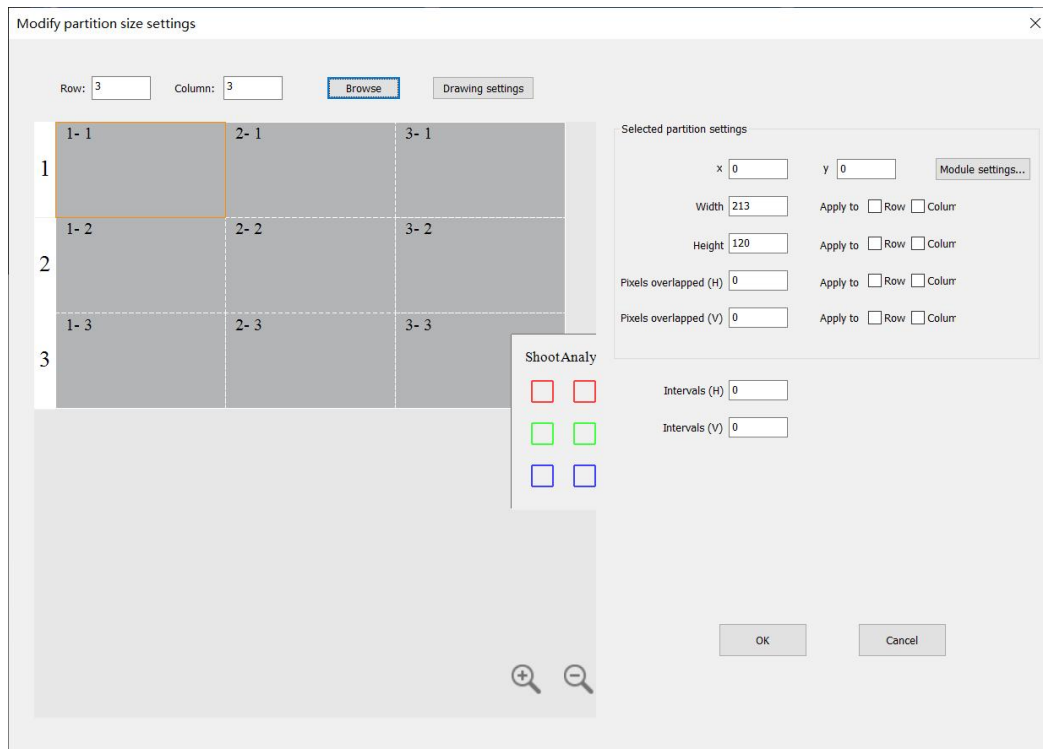 Modify partition size settings
Row: 3 Column: 3 Browse Drawing settings
Selected partition settings
1- 1 2- 1 3- 1
1
x 0 y 0 Module settings...
Width 213 Apply to Row Colum
1- 2 2- 2 3- 2
2
Height 120 Apply to Row Colum
Pixels overlapped (H) 0 Apply to Row Colum
1- 3 2- 3 3- 3
3
Pixels overlapped (V) 0 Apply to Row Colum
ShootAnaly
Intervals (H) 0
Intervals (V) 0
OK Cancel